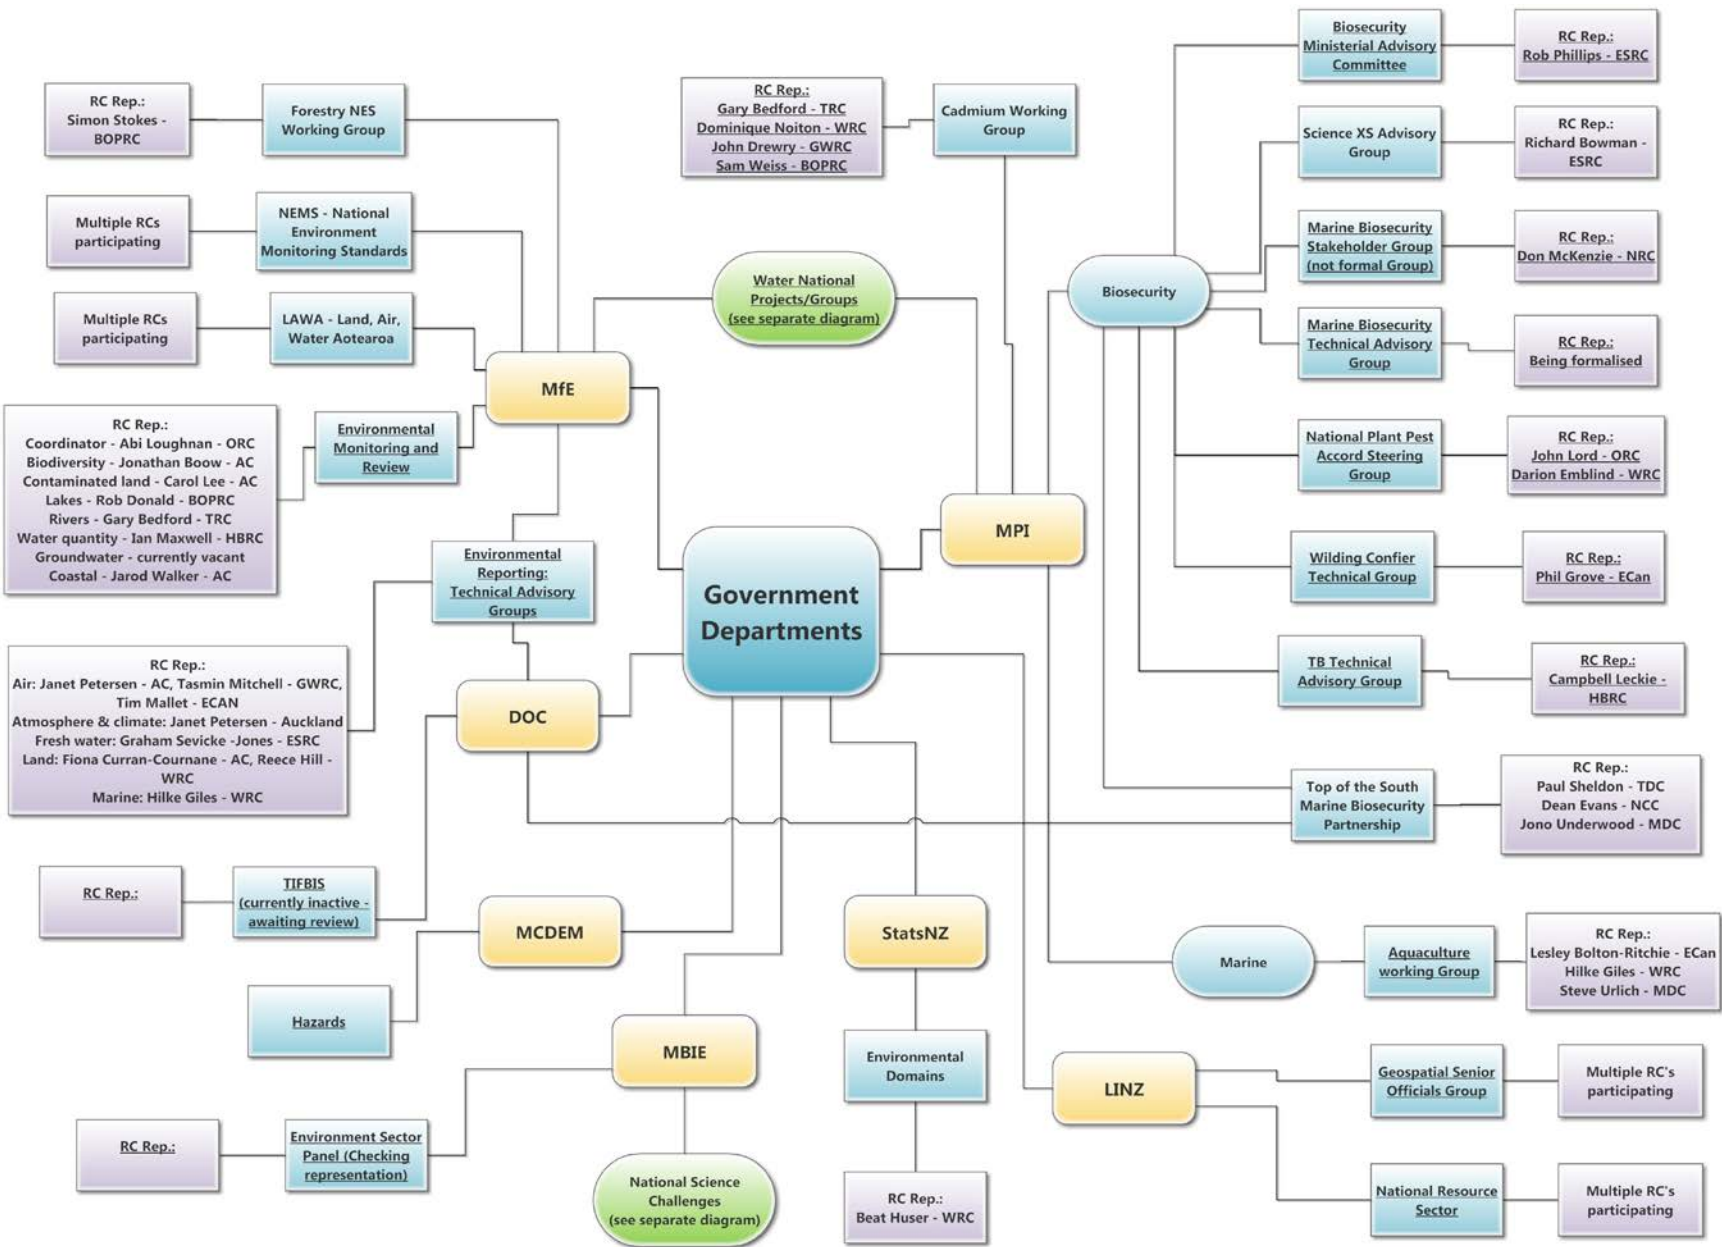 Biosecurity
Ministerial Advisory
Committee
RC Rep.:
Rob Phillips - ESRC
RC Rep.:
Simon Stokes -
BOPRC
Forestry NES
Working Group
RC Rep.:
Gary Bedford - TRC
Dominique Noiton - WRC
John Drewry - GWRC
Sam Weiss - BOPRC
Cadmium Working
Group
Science XS Advisory
Group
RC Rep.:
Richard Bowman -
ESRC
Multiple RCs
participating
NEMS - National
Environment
Monitoring Standards
Marine Biosecurity
Stakeholder Group
(not formal Group)
RC Rep.:
Don McKenzie - NRC
Water National
Projects/Groups
(see separate diagram)
Biosecurity
Multiple RCs
participating
LAWA - Land, Air,
Water Aotearoa
Marine Biosecurity
Technical Advisory
Group
RC Rep.:
Being formalised
MfE
RC Rep.:
Coordinator - Abi Loughnan - ORC
Biodiversity - Jonathan Boow - AC
Contaminated land - Carol Lee - AC
Lakes - Rob Donald - BOPRC
Rivers - Gary Bedford - TRC
Water quantity - Ian Maxwell - HBRC
Groundwater - currently vacant
Coastal - Jarod Walker - AC
Environmental
Monitoring and
Review
National Plant Pest
Accord Steering
Group
RC Rep.:
John Lord - ORC
Darion Emblind - WRC
MPI
Environmental
Reporting:
Technical Advisory
Groups
Government
Departments
Wilding Confier
Technical Group
RC Rep.:
Phil Grove - ECan
RC Rep.:
Air: Janet Petersen - AC, Tasmin Mitchell - GWRC,
Tim Mallet - ECAN
Atmosphere & climate: Janet Petersen - Auckland
Fresh water: Graham Sevicke -Jones - ESRC
Land: Fiona Curran-Cournane - AC, Reece Hill -
WRC
Marine: Hilke Giles - WRC
DOC
TB Technical
Advisory Group
RC Rep.:
Campbell Leckie -
HBRC
Top of the South
Marine Biosecurity
Partnership
RC Rep.:
Paul Sheldon - TDC
Dean Evans - NCC
Jono Underwood - MDC
RC Rep.:
TIFBIS
(currently inactive -
awaiting review)
MCDEM
StatsNZ
Marine
Aquaculture
working Group
RC Rep.:
Lesley Bolton-Ritchie - ECan
Hilke Giles - WRC
Steve Urlich - MDC
Hazards
MBIE
Environmental
Domains
LINZ
Geospatial Senior
Officials Group
Multiple RC's
participating
RC Rep.:
Environment Sector
Panel (Checking
representation)
National Science
Challenges
(see separate diagram)
RC Rep.:
Beat Huser - WRC
National Resource
Sector
Multiple RC's
participating